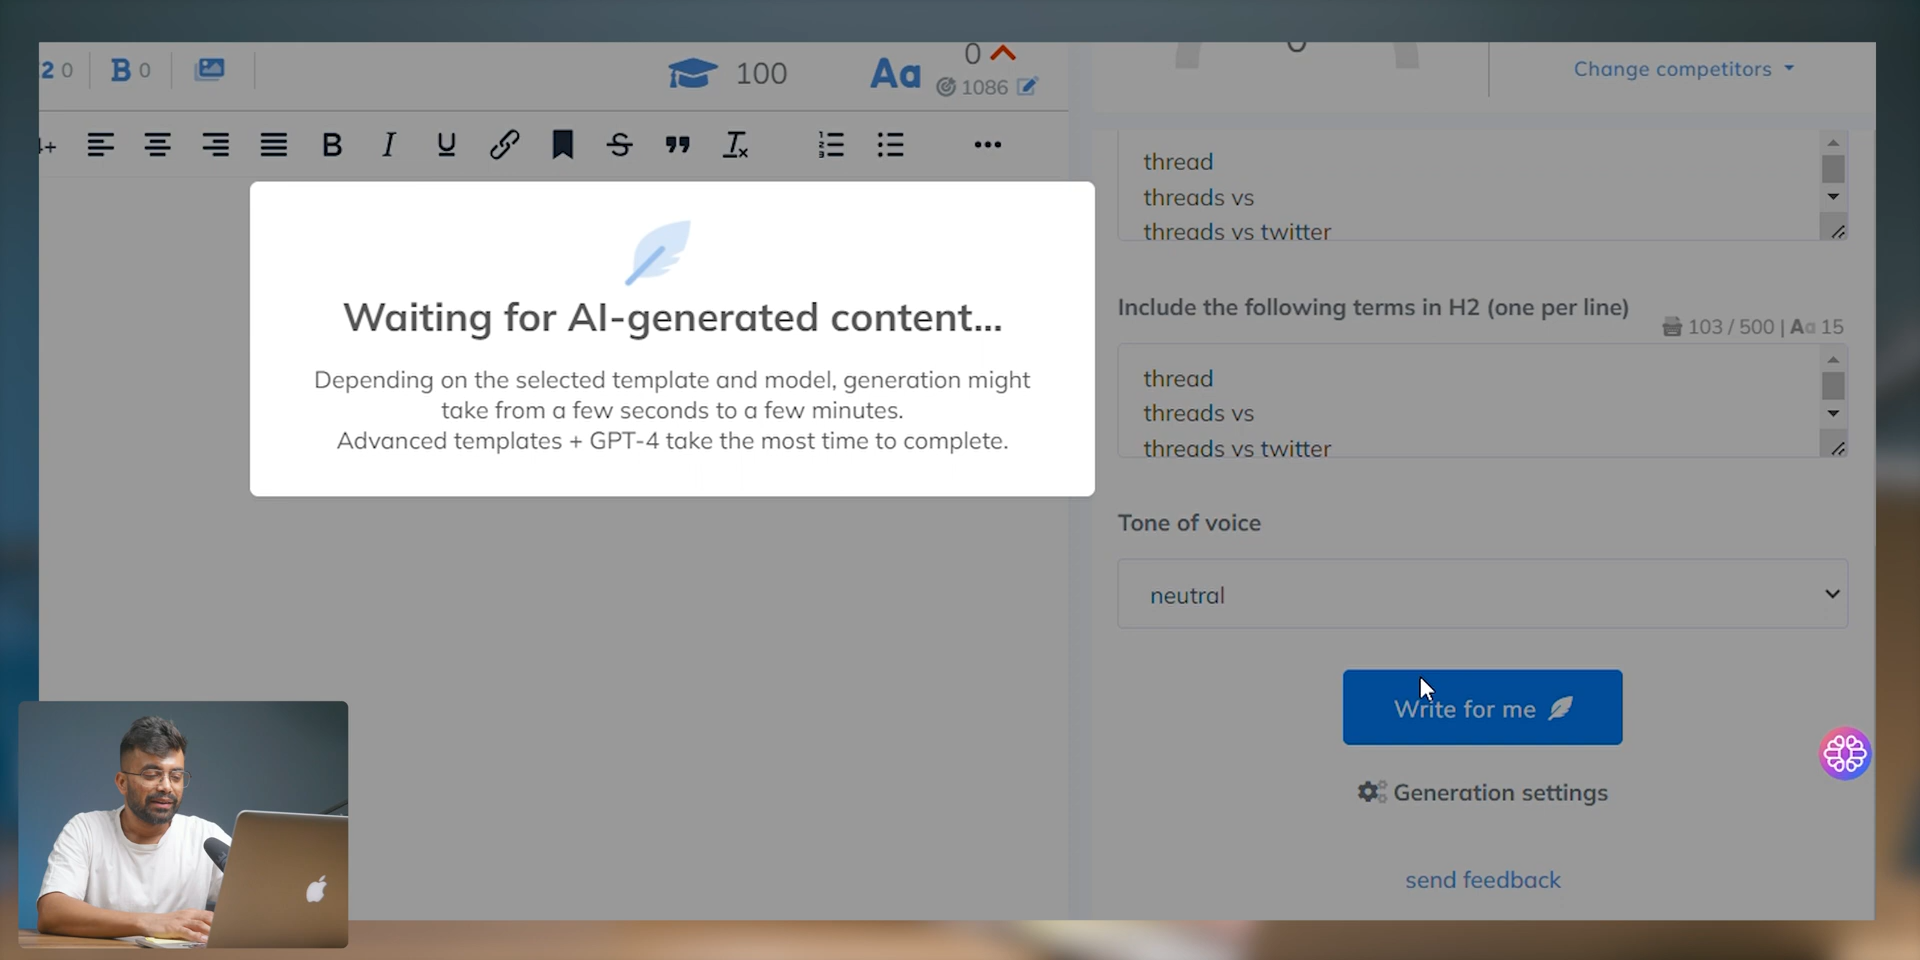 2 0
B 0
100
Aa
0
1086
0
Change competitors
4+
B I U S Tx
thread
threads vs
threads vs twitter
Waiting for AI-generated content...
Depending on the selected template and model, generation might
take from a few seconds to a few minutes.
Advanced templates + GPT-4 take the most time to complete.
Include the following terms in H2 (one per line)
103 / 500 | Aa 15
thread
threads vs
threads vs twitter
Tone of voice
neutral
Write for me
Generation settings
send feedback